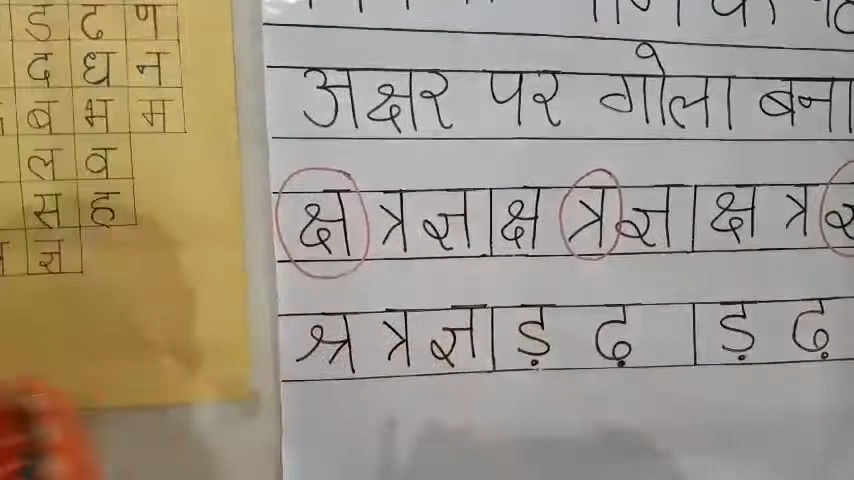 ड ढ ण
द ध न
ब भ म
ल व
स ह
ज्ञ
अक्षर पर गोला बना
क्ष त्र ज्ञ | क्ष त्र ज्ञ | क्ष त्र
श्र त्र ज्ञ | ड़ ढ़ | ड़ ढ़